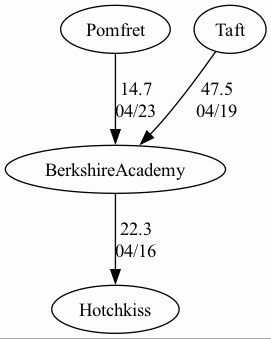 Pomfret
Taft
14.7
04/23
47.5
04/19
BerkshireAcademy
22.3
04/16
Hotchkiss